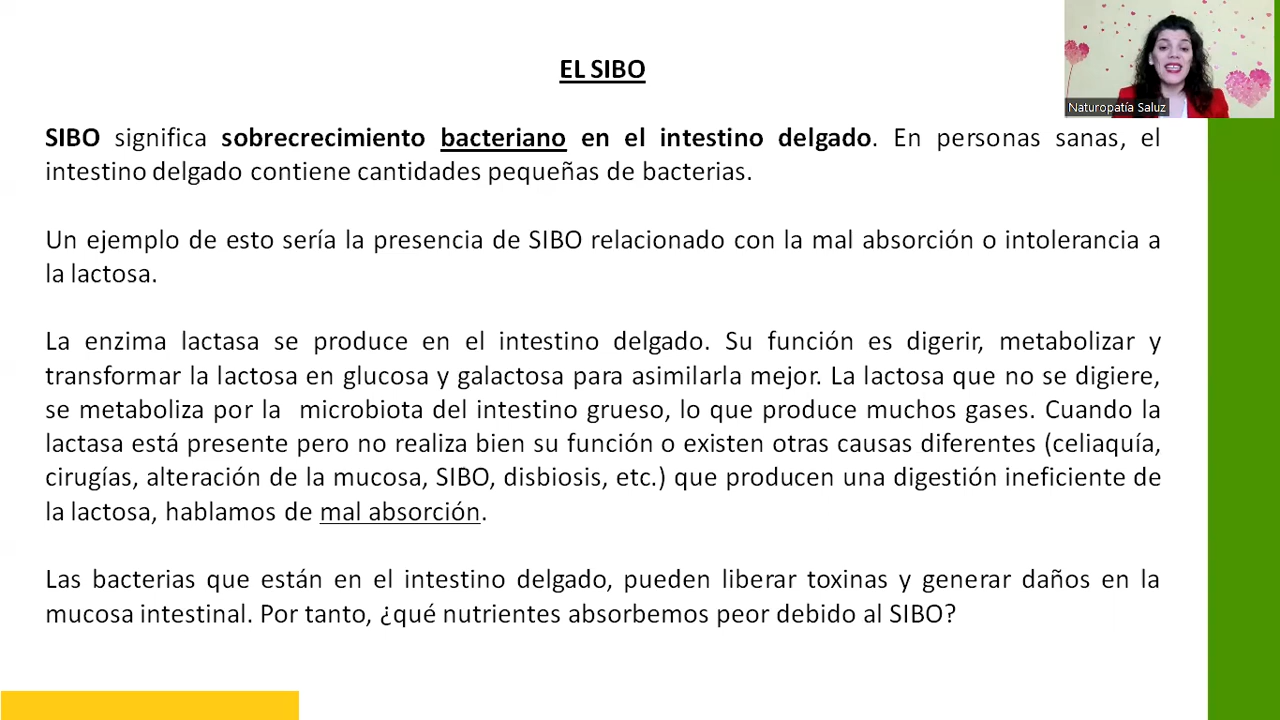 EL SIBO
Naturopatía Saluz
SIBO significa sobrecrecimiento bacteriano en el intestino delgado. En personas sanas, el
intestino delgado contiene cantidades pequeñas de bacterias.
Un ejemplo de esto sería la presencia de SIBO relacionado con la mal absorción o intolerancia a
la lactosa.
La enzima lactasa se produce en el intestino delgado. Su función es digerir, metabolizar y
transformar la lactosa en glucosa y galactosa para asimilarla mejor. La lactosa que no se digiere,
se metaboliza por la microbiota del intestino grueso, lo que produce muchos gases. Cuando la
lactasa está presente pero no realiza bien su función o existen otras causas diferentes (celiaquía,
cirugías, alteración de la mucosa, SIBO, disbiosis, etc.) que producen una digestión ineficiente de
la lactosa, hablamos de mal absorción.
Las bacterias que están en el intestino delgado, pueden liberar toxinas y generar daños en la
mucosa intestinal. Por tanto, ¿qué nutrientes absorbemos peor debido al SIBO?